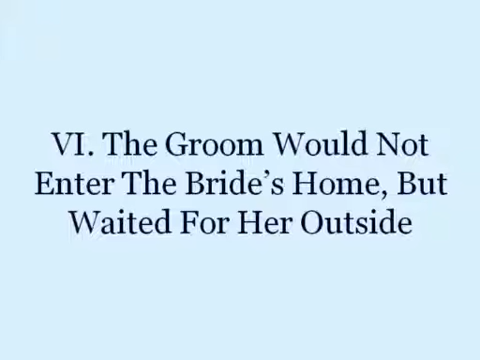 VI. The Groom Would Not
Enter The Bride’s Home, But
Waited For Her Outside